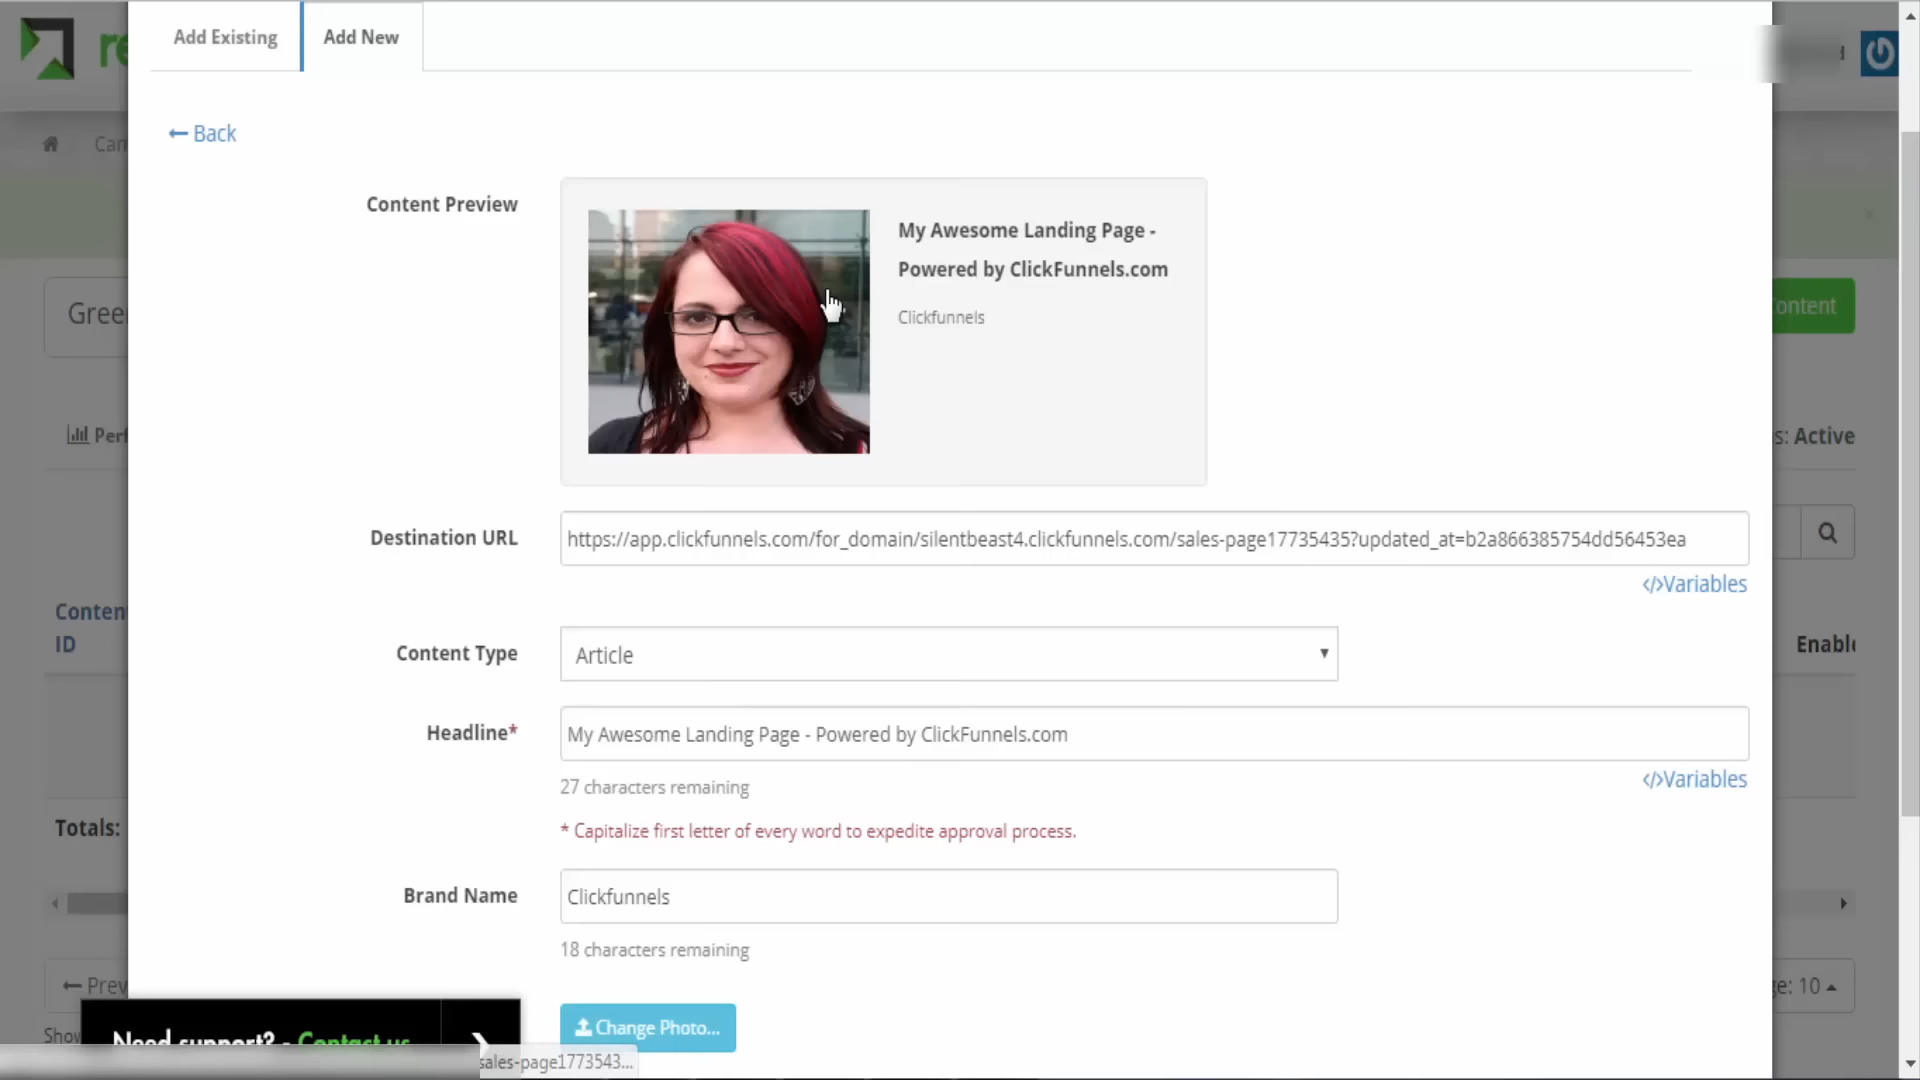 Add Existing
Add New
re
Back
Can
Content Preview
My Awesome Landing Page -
Powered by ClickFunnels.com
Clickfunnels
Gree
ontent
Perf
s: Active
Destination URL
https://app.clickfunnels.com/for_domain/silentbeast4.clickfunnels.com/sales-page17735435?updated_at=b2a866385754dd56453ea
</>Variables
Content
ID
Content Type
Article
Enable
Headline*
My Awesome Landing Page - Powered by ClickFunnels.com
27 characters remaining
</>Variables
* Capitalize first letter of every word to expedite approval process.
Totals:
Brand Name
Clickfunnels
18 characters remaining
Prev
ge: 10
Show
Need support? - Contact us
Change Photo...
sales-page1773543...